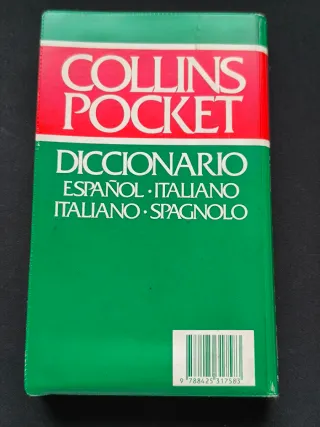 COLLINS
POCKET
DICCIONARIO
ESPAÑOL · ITALIANO
ITALIANO · SPAGNOLO
9 788425 317583